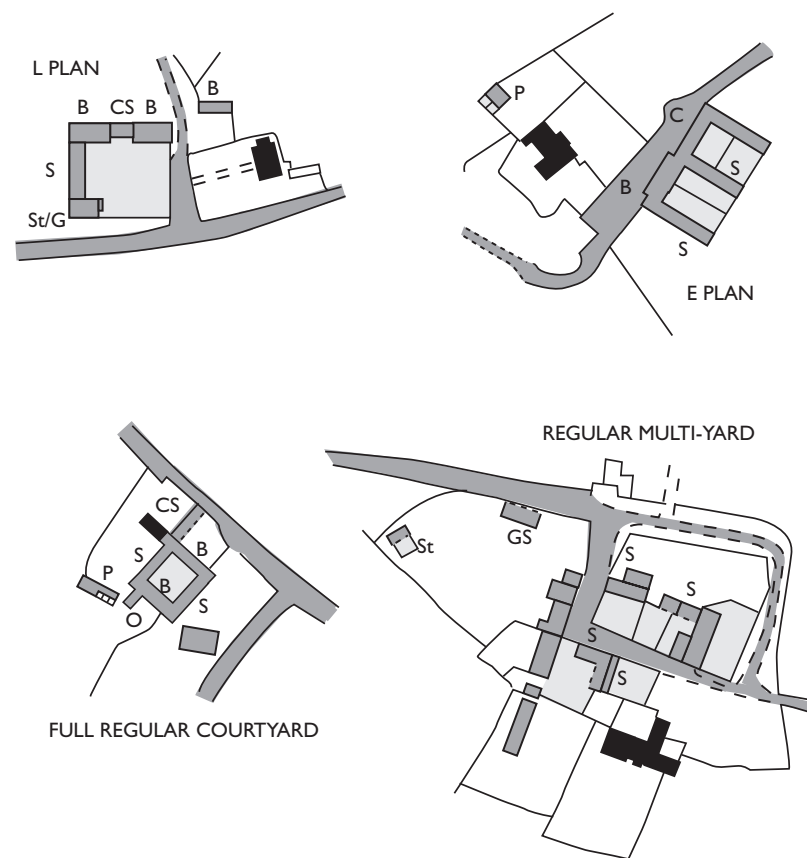 L PLAN
B CS B
B
S
St/G
P
C
S
B
S
E PLAN
REGULAR MULTI-YARD
CS
GS
St
B
S
P
B
S
O
S
S
S
S
FULL REGULAR COURTYARD